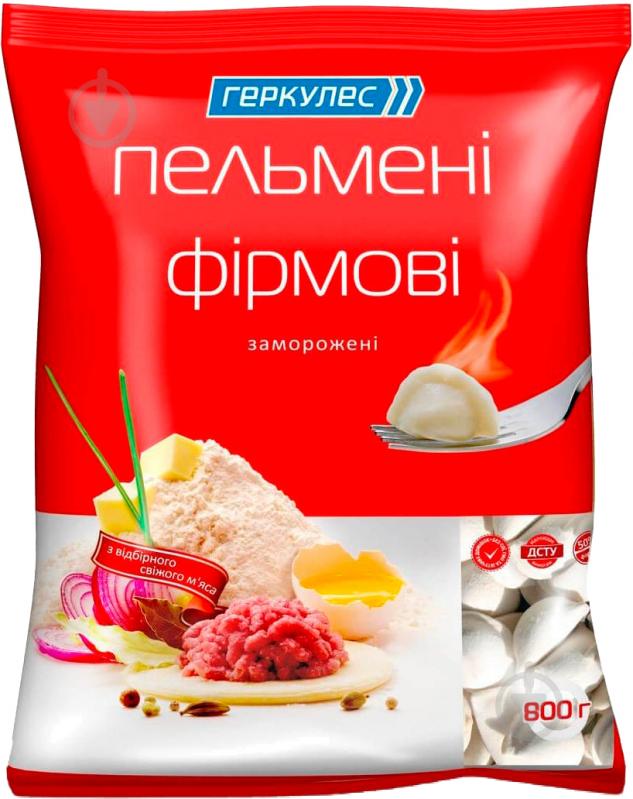 ГЕРКУЛЕС
пельмені
фірмові
заморожені
з відбірного
свіжого м'яса
ДСТУ
800 г